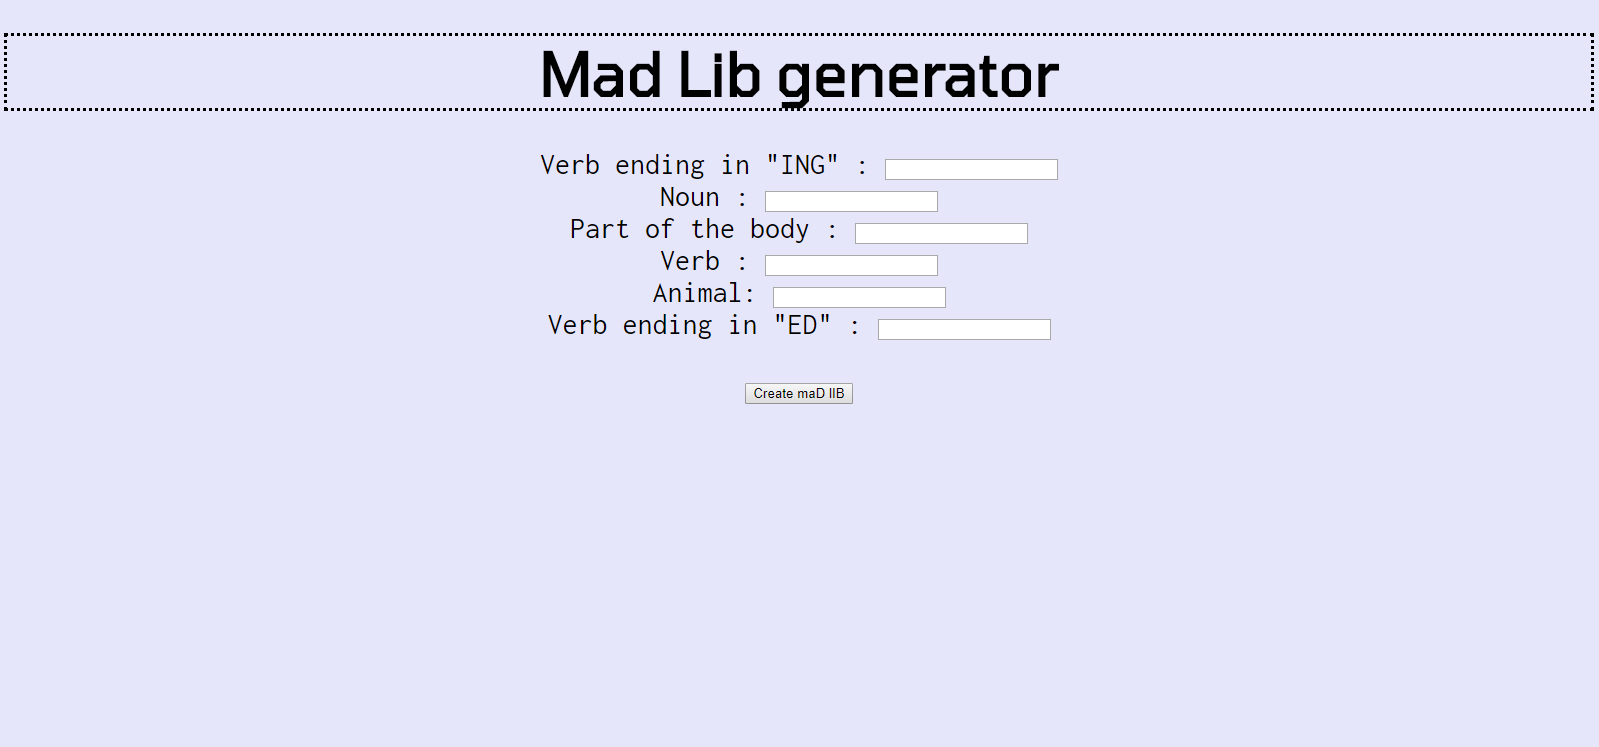 Mad Lib generator
Verb ending in "ING" :
Noun :
Part of the body :
Verb :
Animal:
Verb ending in "ED" :
Create maD lIB